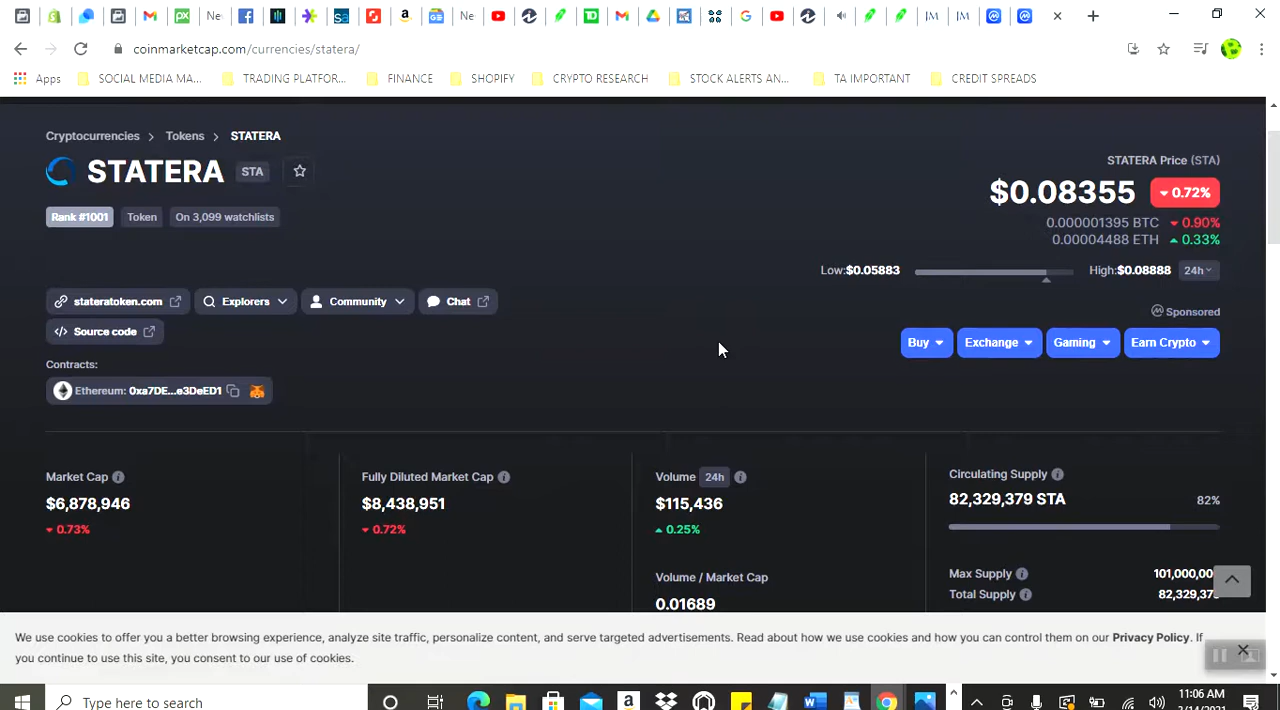 Ne
Ne
coinmarketcap.com/currencies/statera/
Apps SOCIAL MEDIA MA... TRADING PLATFOR... FINANCE SHOPIFY CRYPTO RESEARCH STOCK ALERTS AN... TA IMPORTANT CREDIT SPREADS
Cryptocurrencies > Tokens > STATERA
STATERA STA
Rank #1001 Token On 3,099 watchlists
STATERA Price (STA)
$0.08355 0.72%
0.000001395 BTC 0.90%
0.00004488 ETH 0.33%
Low:$0.05883 High:$0.08888 24h
stateratoken.com Explorers Community Chat
Source code
Sponsored
Buy Exchange Gaming Earn Crypto
Contracts:
Ethereum: 0xa7DE...e3DeED1
Market Cap
$6,878,946
0.73%
Fully Diluted Market Cap
$8,438,951
0.72%
Volume 24h
$115,436
0.25%
Volume / Market Cap
0.01689
Circulating Supply
82,329,379 STA 82%
Max Supply 101,000,00
Total Supply 82,329,37
We use cookies to offer you a better browsing experience, analyze site traffic, personalize content, and serve targeted advertisements. Read about how we use cookies and how you can control them on our Privacy Policy. If
you continue to use this site, you consent to our use of cookies.
Type here to search
11:06 AM